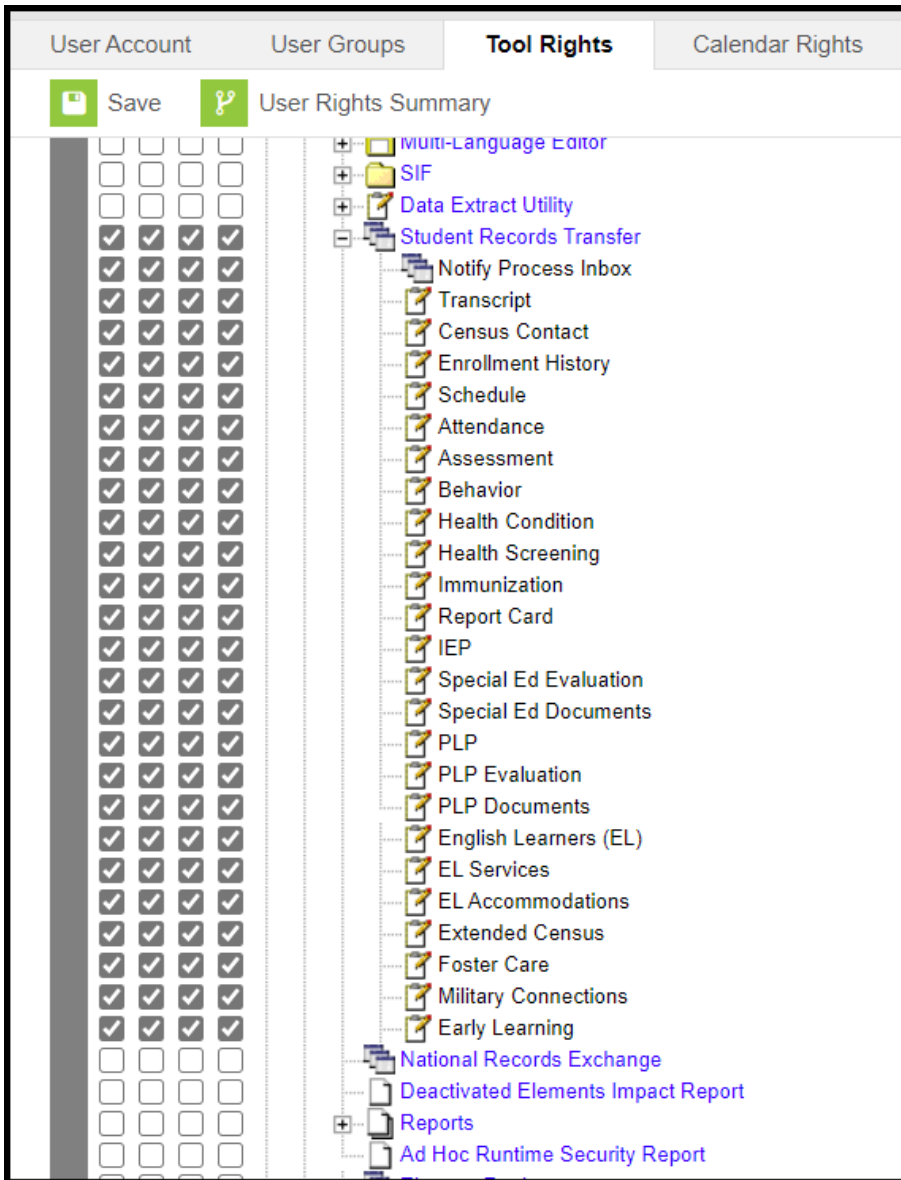 User Account User Groups Tool Rights Calendar Rights
Save User Rights Summary
Multi-Language Editor
SIF
Data Extract Utility
Student Records Transfer
Notify Process Inbox
Transcript
Census Contact
Enrollment History
Schedule
Attendance
Assessment
Behavior
Health Condition
Health Screening
Immunization
Report Card
IEP
Special Ed Evaluation
Special Ed Documents
PLP
PLP Evaluation
PLP Documents
English Learners (EL)
EL Services
EL Accommodations
Extended Census
Foster Care
Military Connections
Early Learning
National Records Exchange
Deactivated Elements Impact Report
Reports
Ad Hoc Runtime Security Report